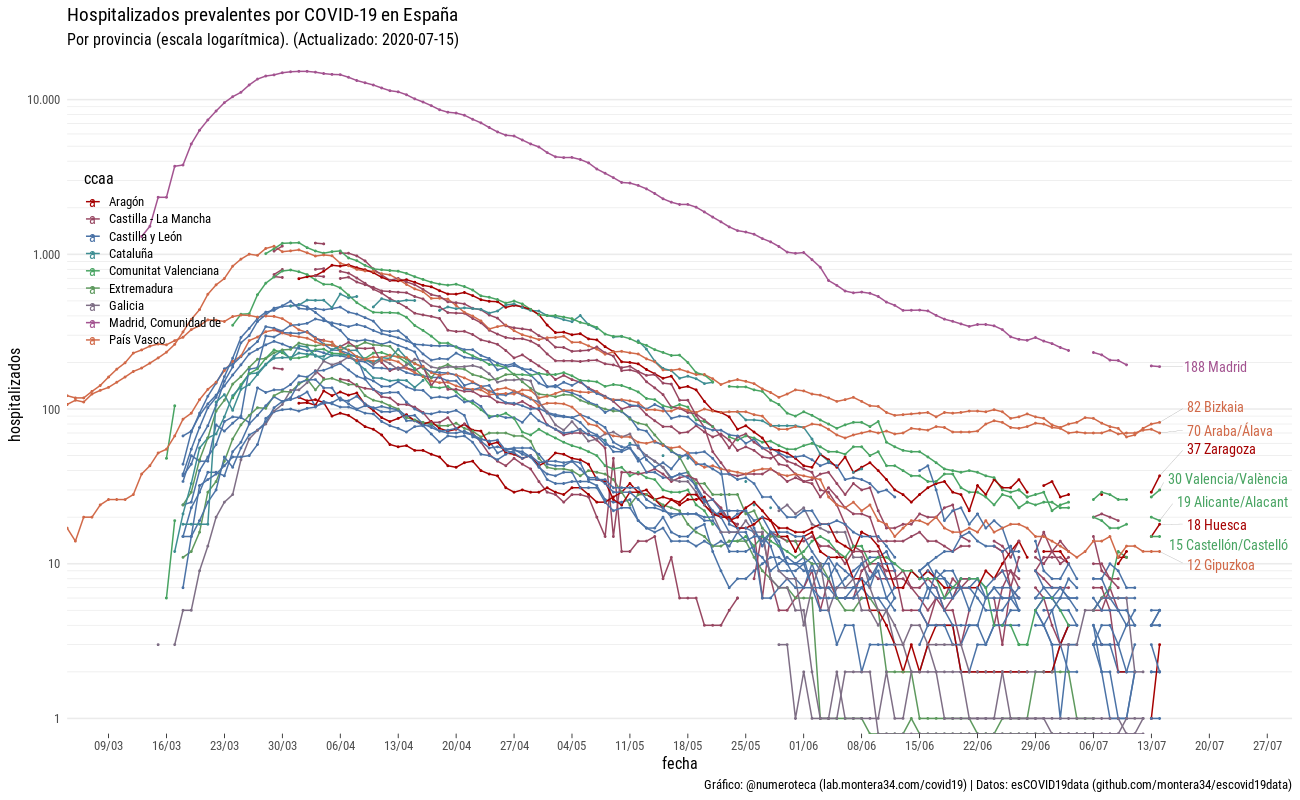 Hospitalizados prevalentes por COVID-19 en España
Por provincia (escala logarítmica). (Actualizado: 2020-07-15)
hospitalizados
10.000
1.000
100
10
1
ccaa
Aragón
Castilla - La Mancha
Castilla y León
Cataluña
Comunitat Valenciana
Extremadura
Galicia
Madrid, Comunidad de
País Vasco
188 Madrid
82 Bizkaia
70 Araba/Álava
37 Zaragoza
30 Valencia/València
19 Alicante/Alacant
18 Huesca
15 Castellón/Castelló
12 Gipuzkoa
09/03 16/03 23/03 30/03 06/04 13/04 20/04 27/04 04/05 11/05 18/05 25/05 01/06 08/06 15/06 22/06 29/06 06/07 13/07 20/07 27/07
fecha
Gráfico: @numeroteca (lab.montera34.com/covid19) | Datos: esCOVID19data (github.com/montera34/escovid19data)